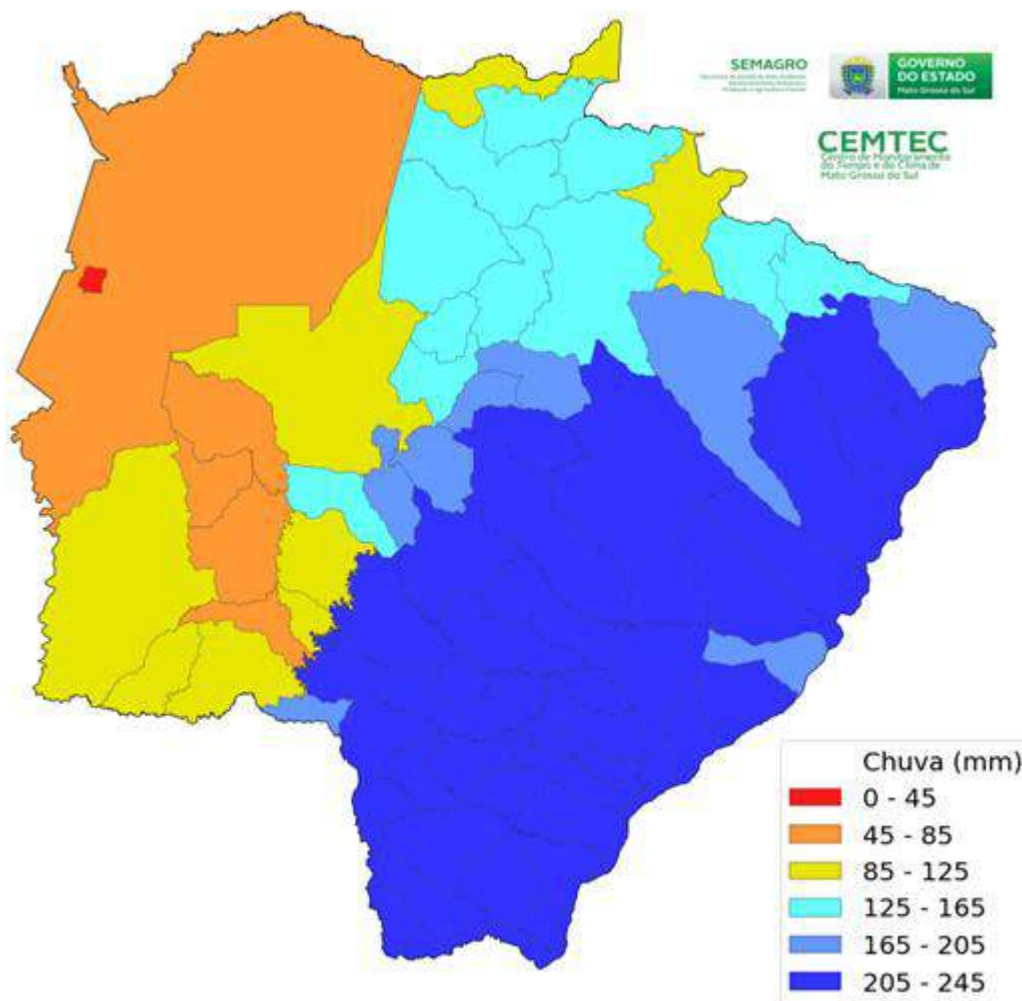 SEMAGRO
GOVERNO
DO ESTADO
Mato Grosso do Sul
CEMTEC
Centro de Monitoramento
do Tempo e do Clima de
Mato Grosso do Sul
Chuva (mm)
0 - 45
45 - 85
85 - 125
125 - 165
165 - 205
205 - 245